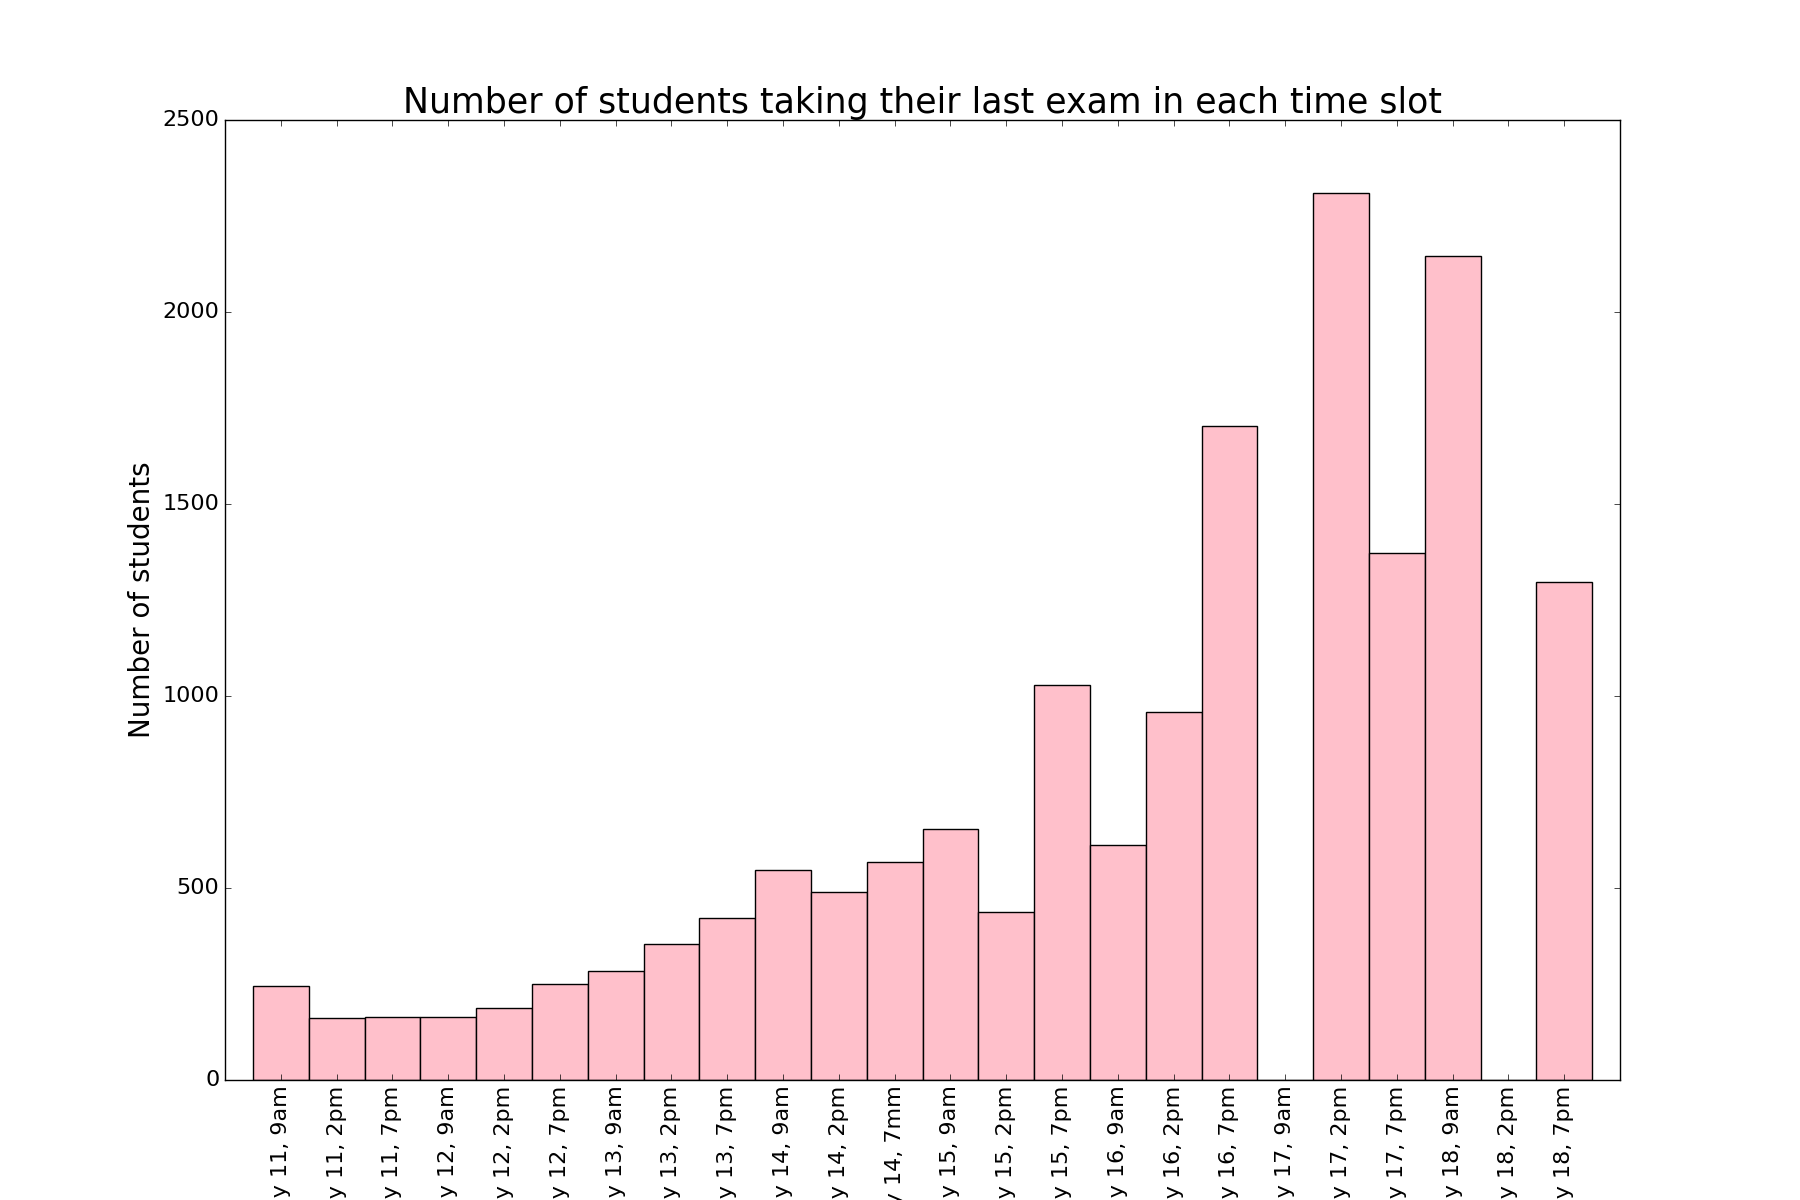 Number of students taking their last exam in each time slot
Number of students
2500
2000
1500
1000
500
0
y 11, 9am
y 11, 2pm
y 11, 7pm
y 12, 9am
y 12, 2pm
y 12, 7pm
y 13, 9am
y 13, 2pm
y 13, 7pm
y 14, 9am
y 14, 2pm
y 14, 7mm
y 15, 9am
y 15, 2pm
y 15, 7pm
y 16, 9am
y 16, 2pm
y 16, 7pm
y 17, 9am
y 17, 2pm
y 17, 7pm
y 18, 9am
y 18, 2pm
y 18, 7pm